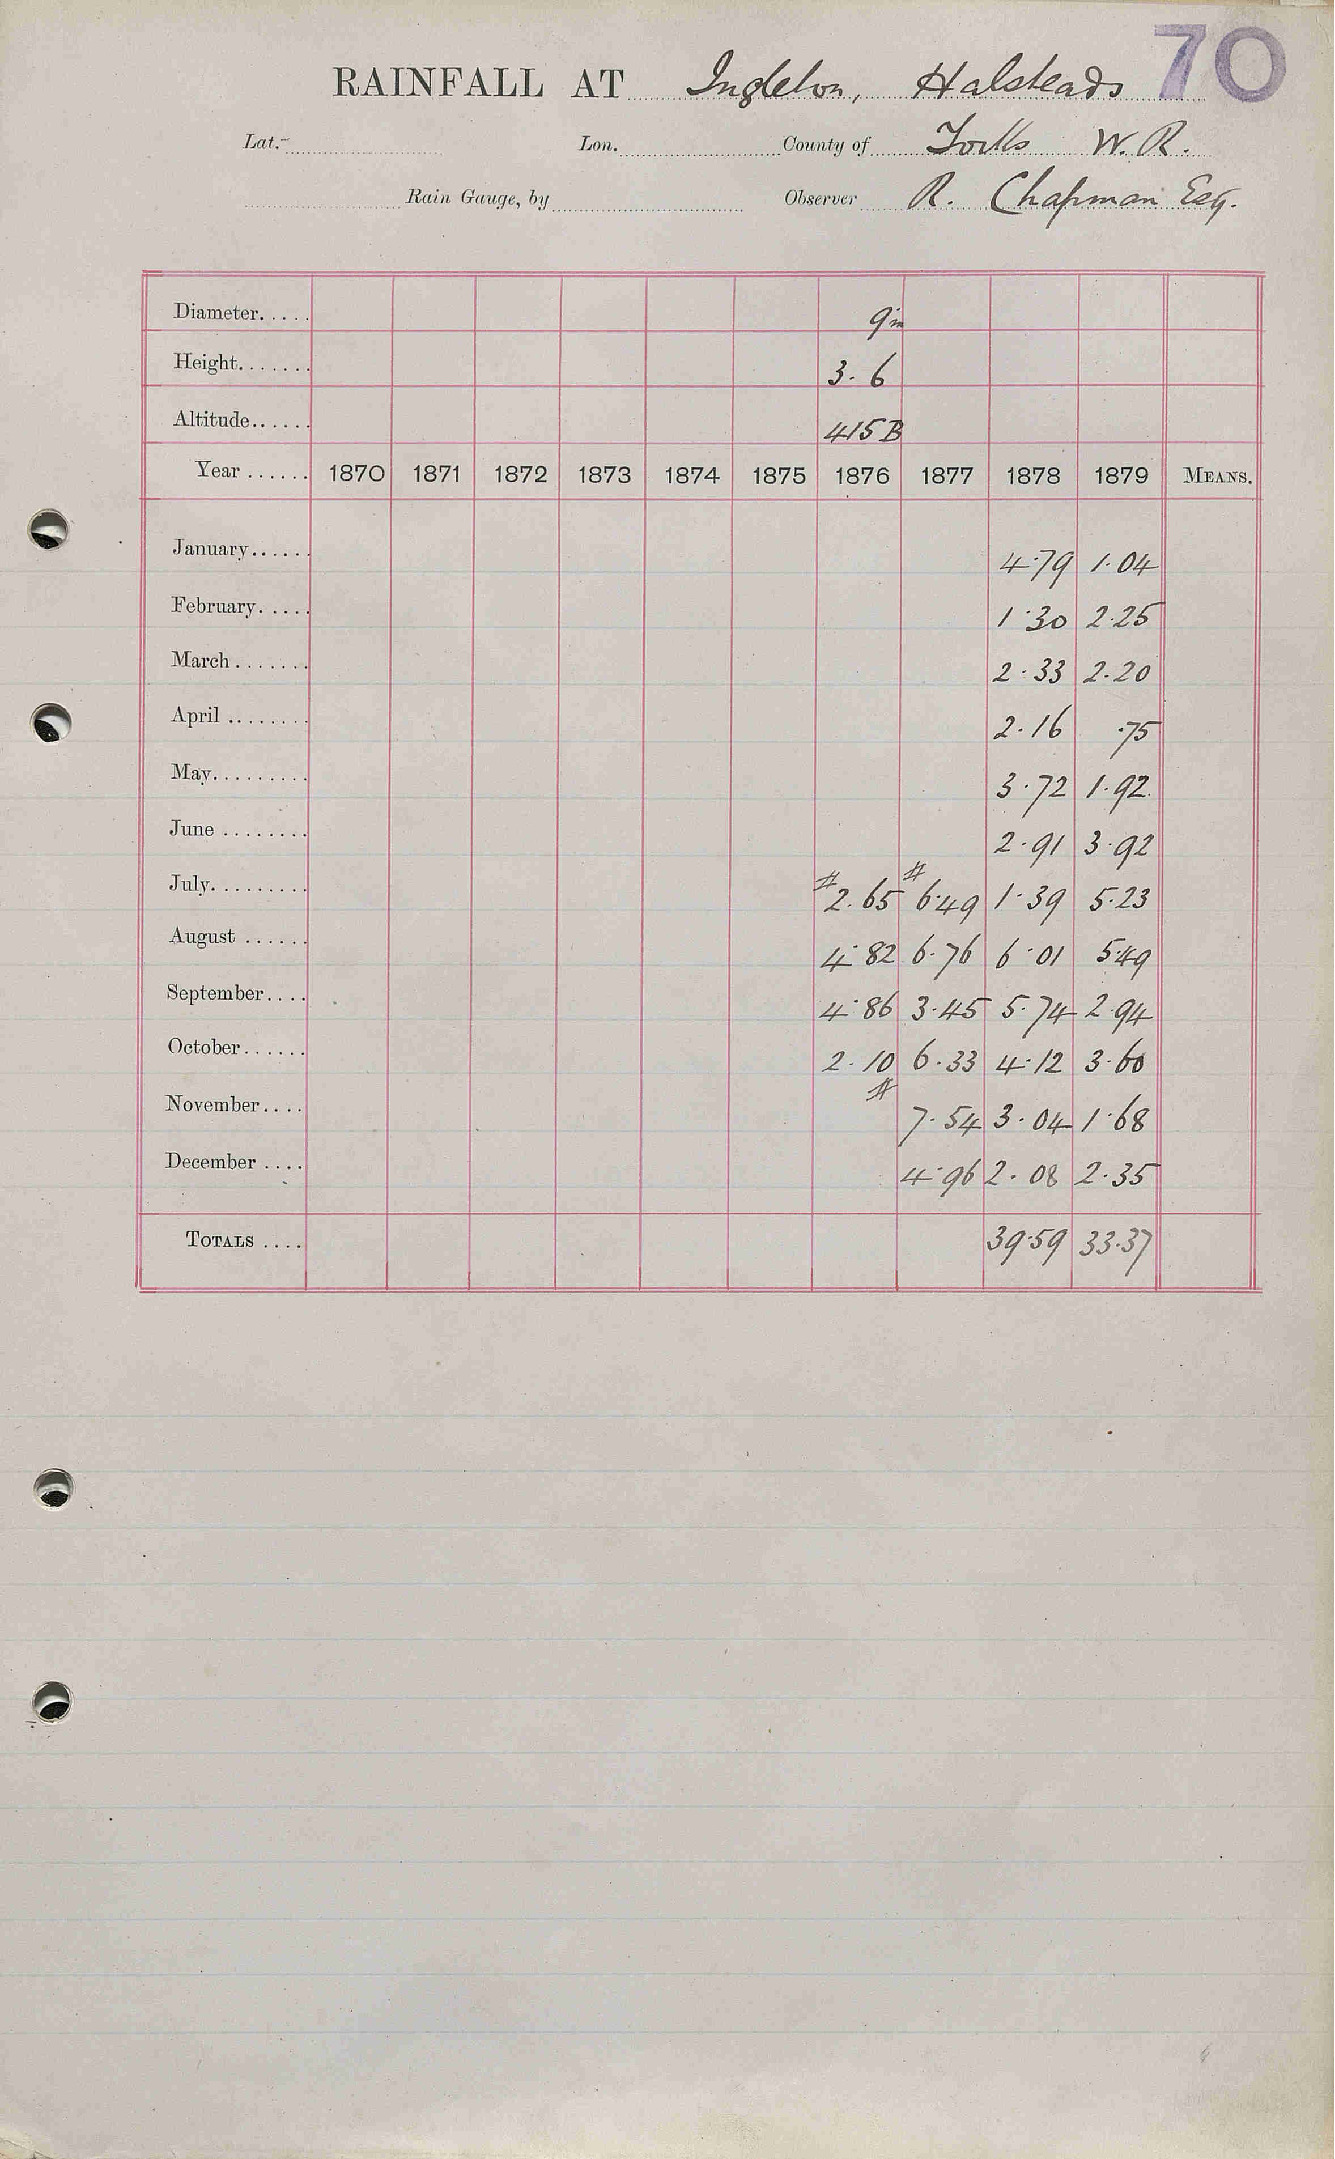 70
RAINFALL AT Ingleton, Halsteads
Lat. Lon. County of Yorks W.R.
Rain Gauge, by Observer R. Chapman Esq.
Diameter..... 9 in
Height....... 3. 6
Altitude...... 415 B
Year ...... 1870 1871 1872 1873 1874 1875 1876 1877 1878 1879 MEANS.
January...... 4.79 1.04
February..... 1.30 2.25
March ....... 2.33 2.20
April ........ 2.16 .75
May......... 3.72 1.92
June ........ 2.91 3.92
July......... # 2.65 # 6.49 1.39 5.23
August ...... 4.82 6.76 6.01 5.49
September.... 4.86 3.45 5.74 2.94
October...... 2.10 6.33 4.12 3.60
November.... # 7.54 3.04 1.68
December .... 4.96 2.08 2.35
TOTALS .... 39.59 33.37